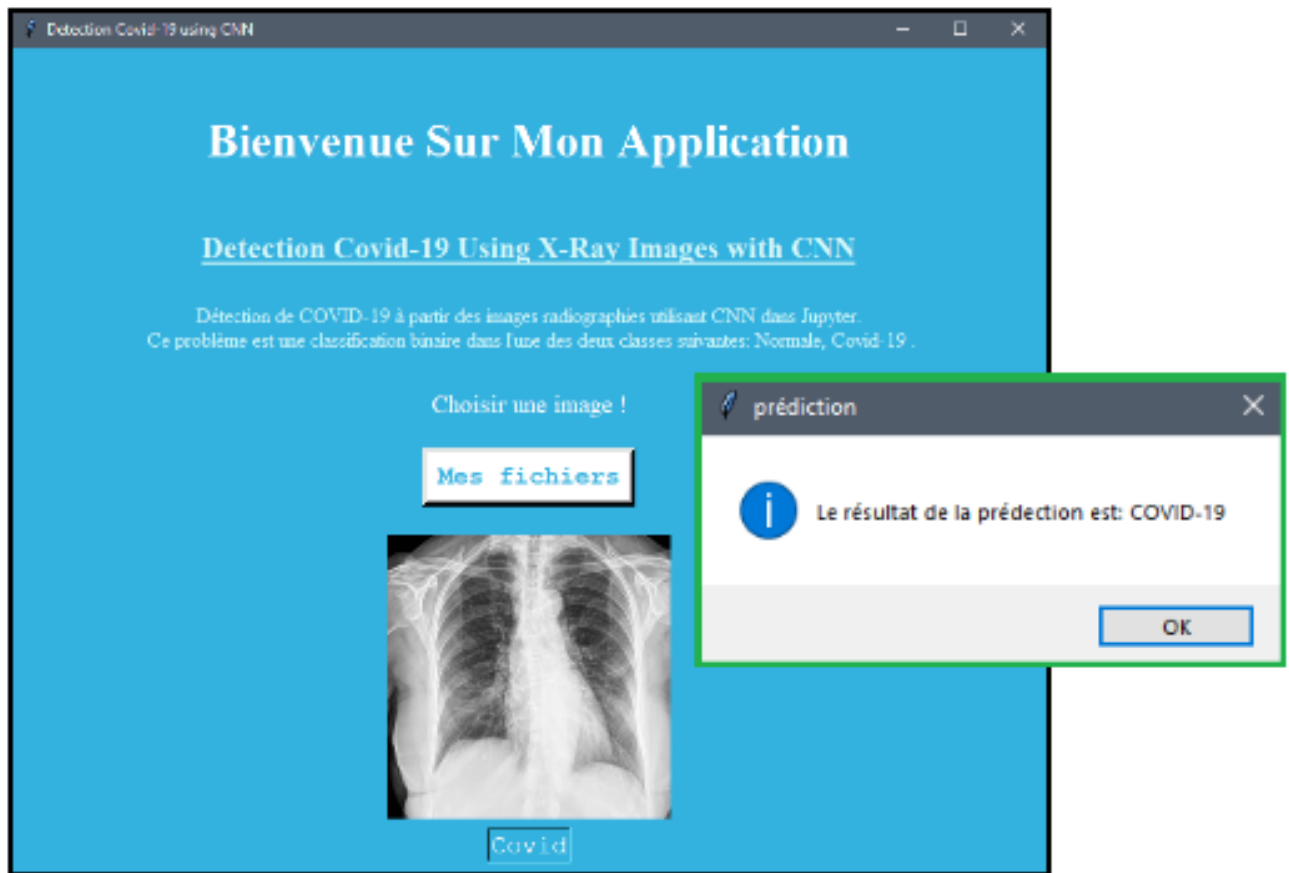 Detection Covid-19 using CNN
Bienvenue Sur Mon Application
Detection Covid-19 Using X-Ray Images with CNN
Détection de COVID-19 à partir des images radiographies utilisant CNN dans Jupyter.
Ce problème est une classification binaire dans l'une des deux classes suivantes: Normale, Covid-19 .
Choisir une image !
Mes fichiers
Covid
prédiction
Le résultat de la prédection est: COVID-19
OK